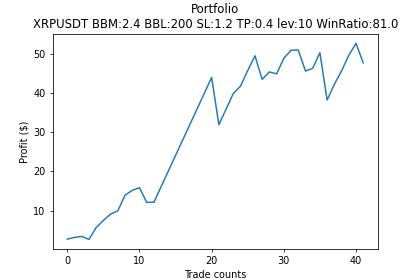 Portfolio
XRPUSDT BBM:2.4 BBL:200 SL:1.2 TP:0.4 lev:10 WinRatio:81.0
50
40
30
20
10
Profit ($)
0 10 20 30 40
Trade counts